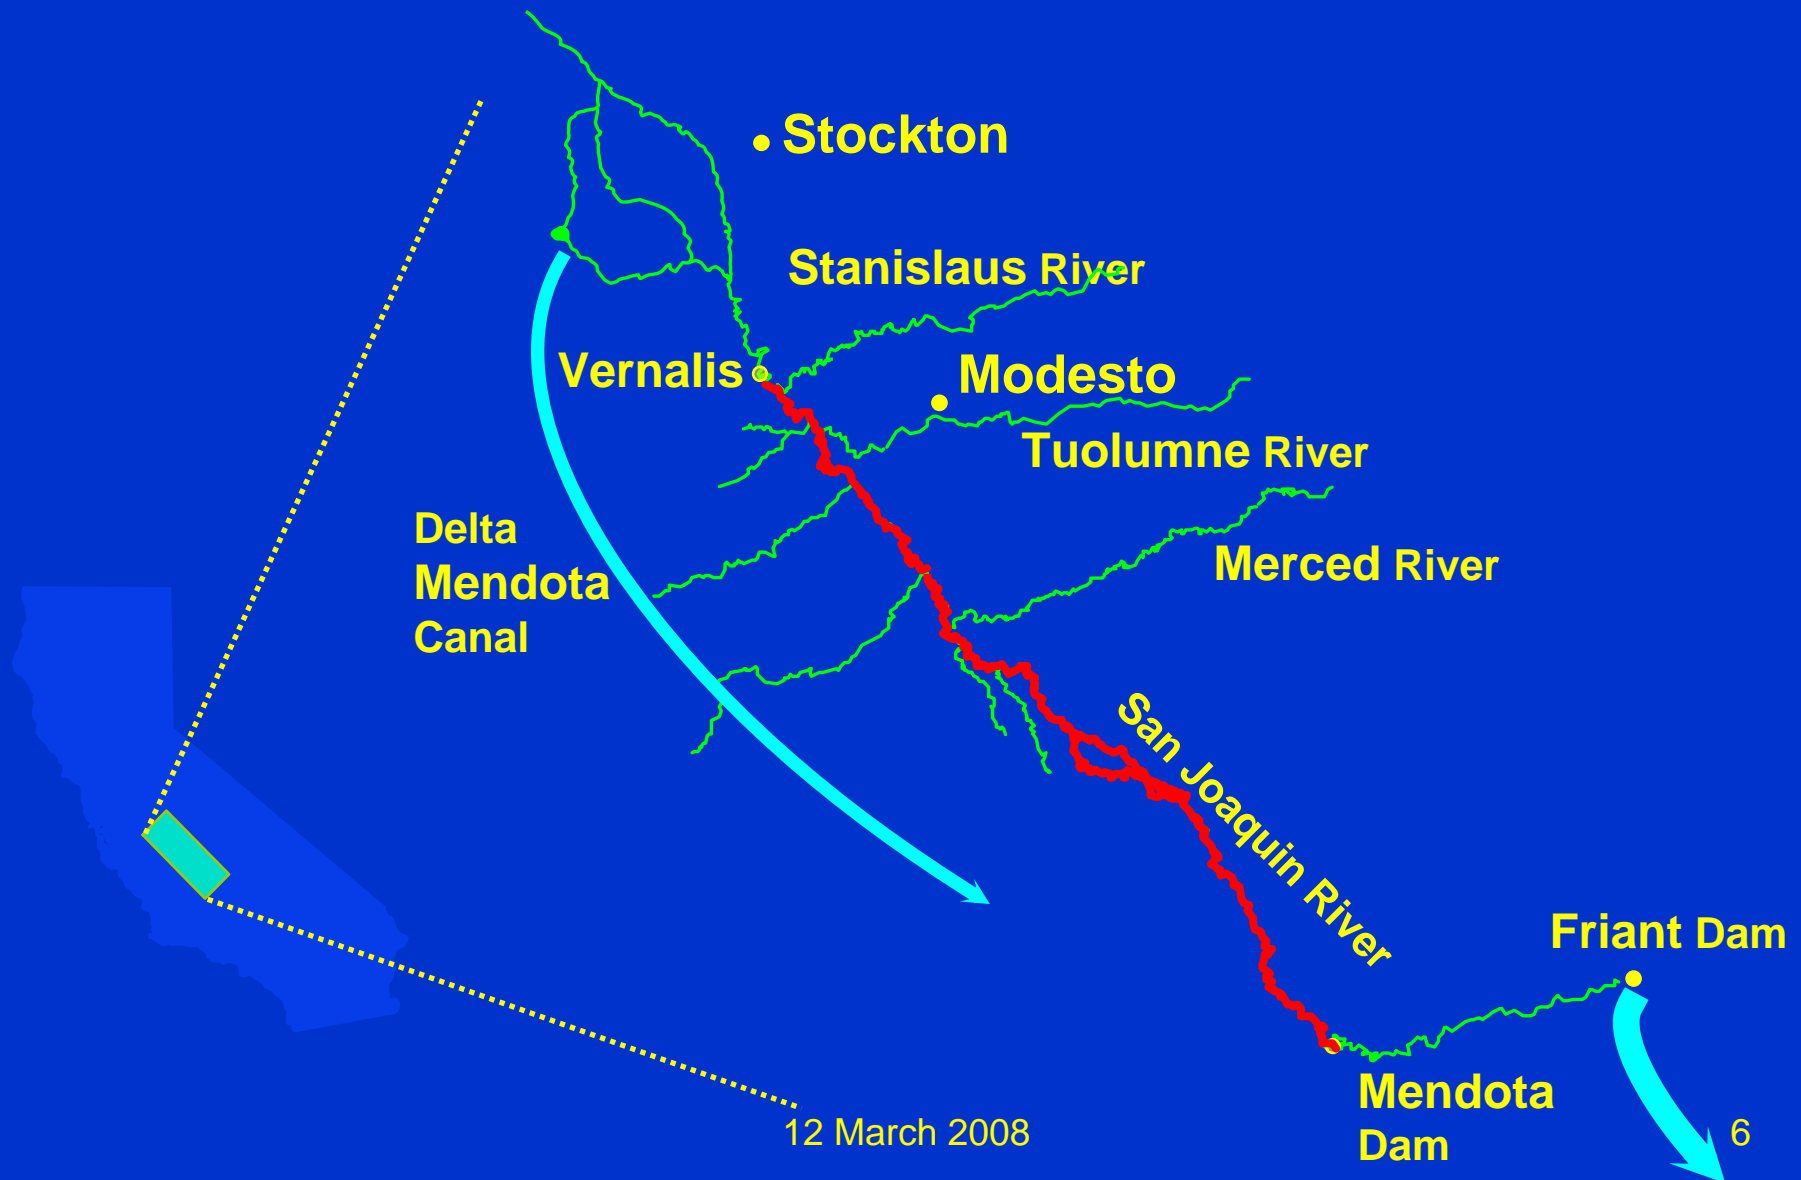 Stockton
Stanislaus River
Vernalis
Modesto
Tuolumne River
Delta
Mendota
Canal
Merced River
San Joaquin River
Friant Dam
Mendota
Dam
12 March 2008
6